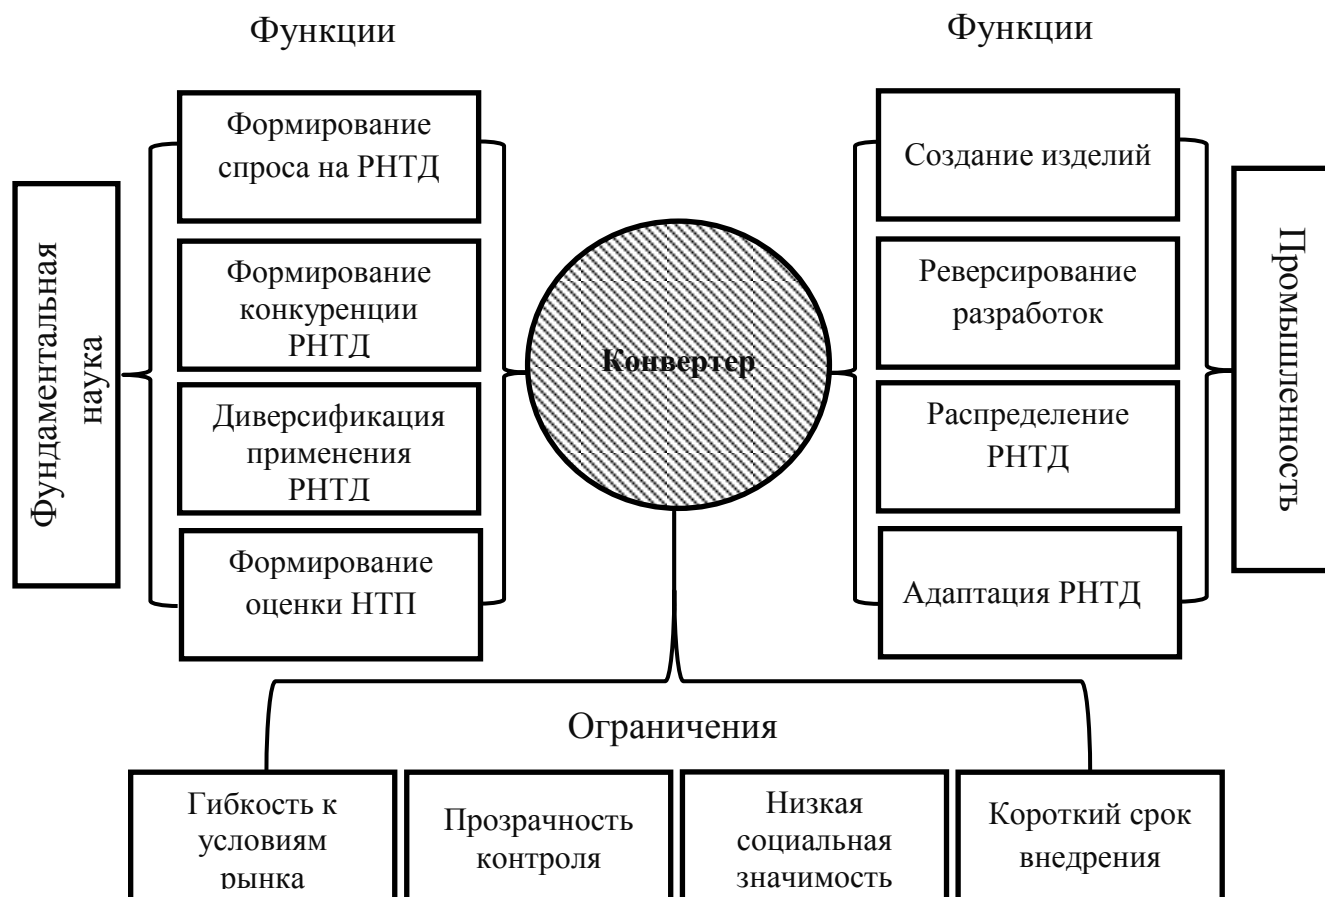 Функции
Функции
Фундаментальная
наука
Формирование
спроса на РНТД
Формирование
конкуренции
РНТД
Диверсификация
применения
РНТД
Формирование
оценки НТП
Конвертер
Создание изделий
Реверсирование
разработок
Распределение
РНТД
Адаптация РНТД
Промышленность
Ограничения
Гибкость к
условиям
рынка
Прозрачность
контроля
Низкая
социальная
значимость
Короткий срок
внедрения